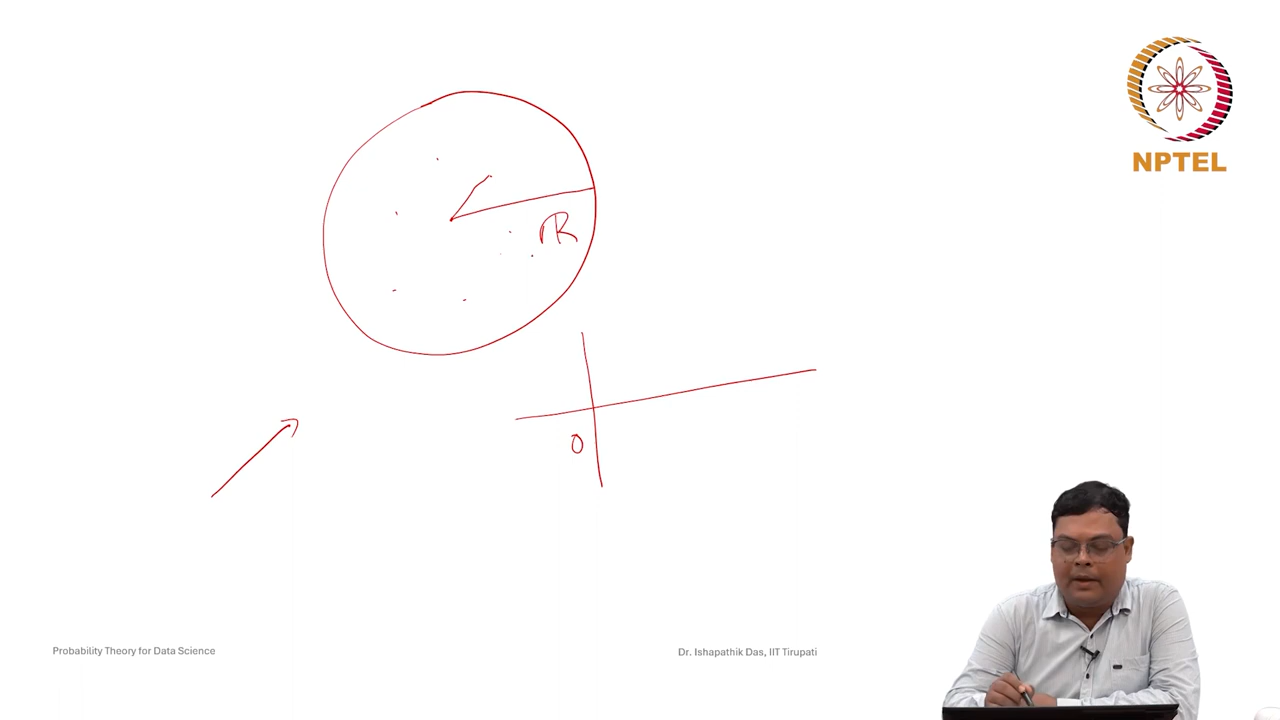 NPTEL
R
0
Probability Theory for Data Science
Dr. Ishapathik Das, IIT Tirupati